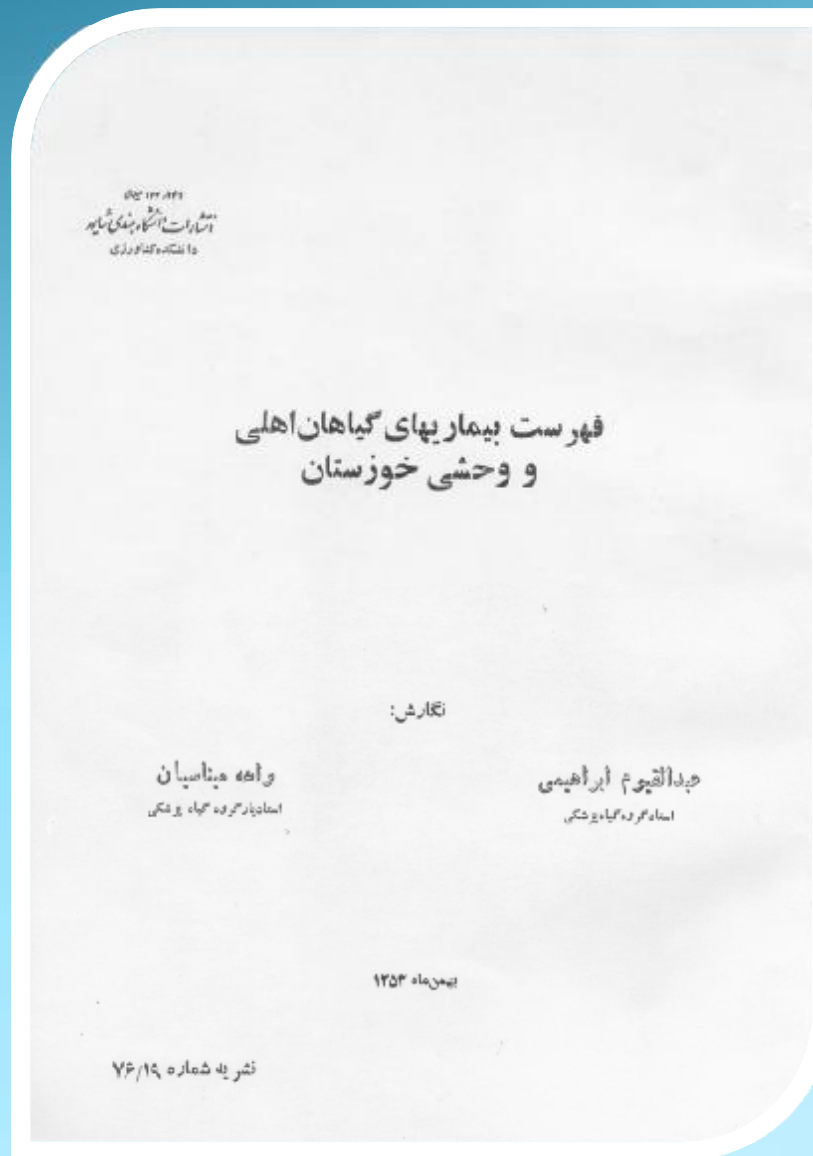 انتشارات دانشگاه جندی شاپور
دانشکده کشاورزی
فهرست بیماریهای گیاهان اهلی
و وحشی خوزستان
نگارش:
عبدالقیوم ابراهیمی
استاد گروه گیاه پزشکی
واهه میناسیان
استادیار گروه گیاه پزشکی
بهمن ماه ۱۳۵۳
نشریه شماره ۷۶/۱۹